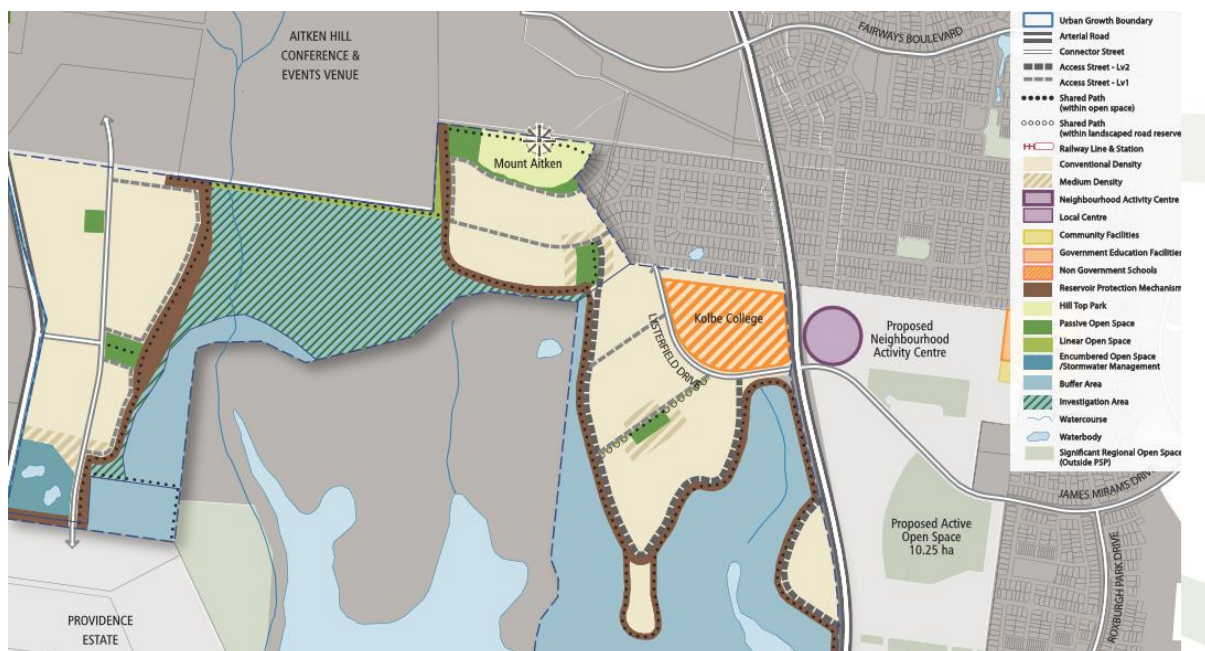 AITKEN HILL
CONFERENCE &
EVENTS VENUE
FAIRWAYS BOULEVARD
Mount Aitken
Kolbe College
LYSTERFIELD DRIVE
Proposed
Neighbourhood
Activity Centre
Proposed Active
Open Space
10.25 ha
JAMES MIRAMS DRIVE
ROXBURGH PARK DRIVE
PROVIDENCE
ESTATE
Urban Growth Boundary
Arterial Road
Connector Street
Access Street - Lv2
Access Street - Lv1
Shared Path
(within open space)
Shared Path
(within landscaped road reserve
Railway Line & Station
Conventional Density
Medium Density
Neighbourhood Activity Centre
Local Centre
Community Facilities
Government Education Facilities
Non Government Schools
Reservoir Protection Mechanism
Hill Top Park
Passive Open Space
Linear Open Space
Encumbered Open Space
/Stormwater Management
Buffer Area
Investigation Area
Watercourse
Waterbody
Significant Regional Open Space
(Outside PSP)